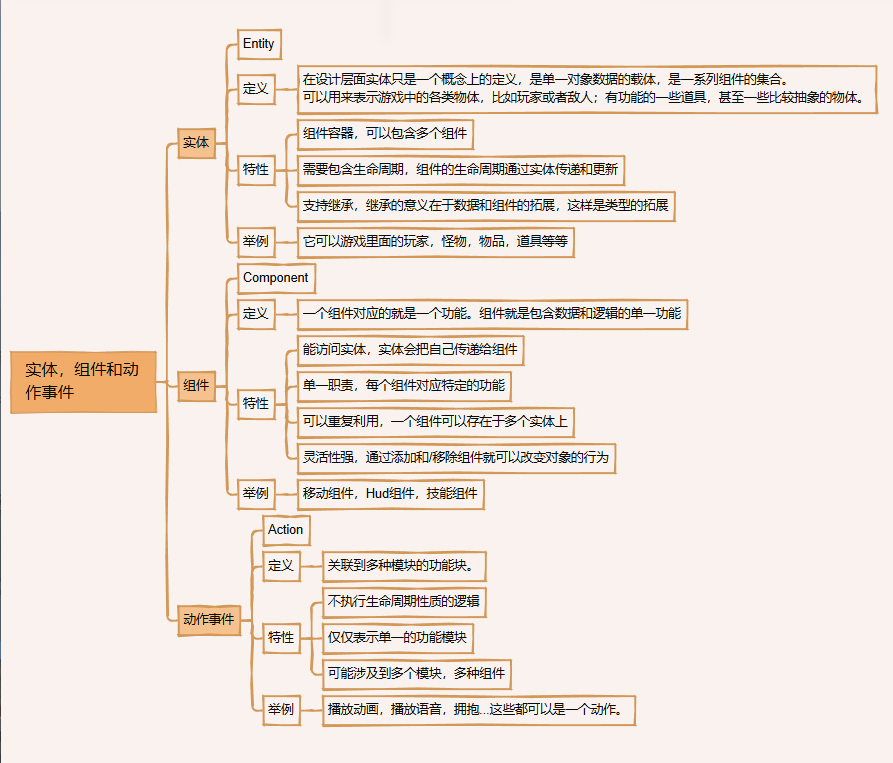 实体，组件和动
作事件
实体
Entity
定义
在设计层面实体只是一个概念上的定义，是单一对象数据的载体，是一系列组件的集合。
可以用来表示游戏中的各类物体，比如玩家或者敌人；有功能的一些道具，甚至一些比较抽象的物体。
特性
组件容器，可以包含多个组件
需要包含生命周期，组件的生命周期通过实体传递和更新
支持继承，继承的意义在于数据和组件的拓展，这样是类型的拓展
举例
它可以游戏里面的玩家，怪物，物品，道具等等
组件
Component
定义
一个组件对应的就是一个功能。组件就是包含数据和逻辑的单一功能
特性
能访问实体，实体会把自己传递给组件
单一职责，每个组件对应特定的功能
可以重复利用，一个组件可以存在于多个实体上
灵活性强，通过添加和/移除组件就可以改变对象的行为
举例
移动组件，Hud组件，技能组件
动作事件
Action
定义
关联到多种模块的功能块。
特性
不执行生命周期性质的逻辑
仅仅表示单一的功能模块
可能涉及到多个模块，多种组件
举例
播放动画，播放语音，拥抱...这些都可以是一个动作。